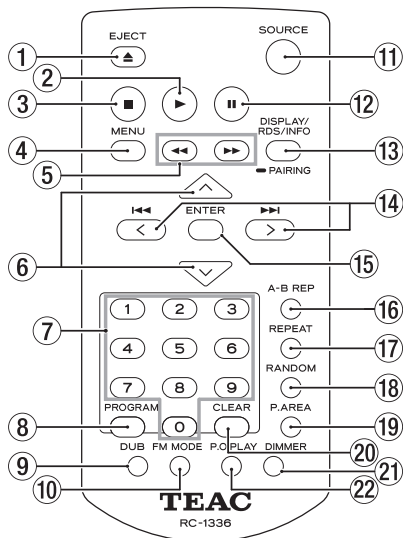 EJECT
SOURCE
1
2
11
3
12
MENU
DISPLAY/
RDS/INFO
4
13
5
PAIRING
ENTER
14
6
15
A-B REP
7
1 2 3
16
REPEAT
4 5 6
17
RANDOM
7 8 9
18
PROGRAM
CLEAR
P.AREA
8
0
19
20
DUB FM MODE P.O.PLAY DIMMER
9
10
22
21
TEAC
RC-1336